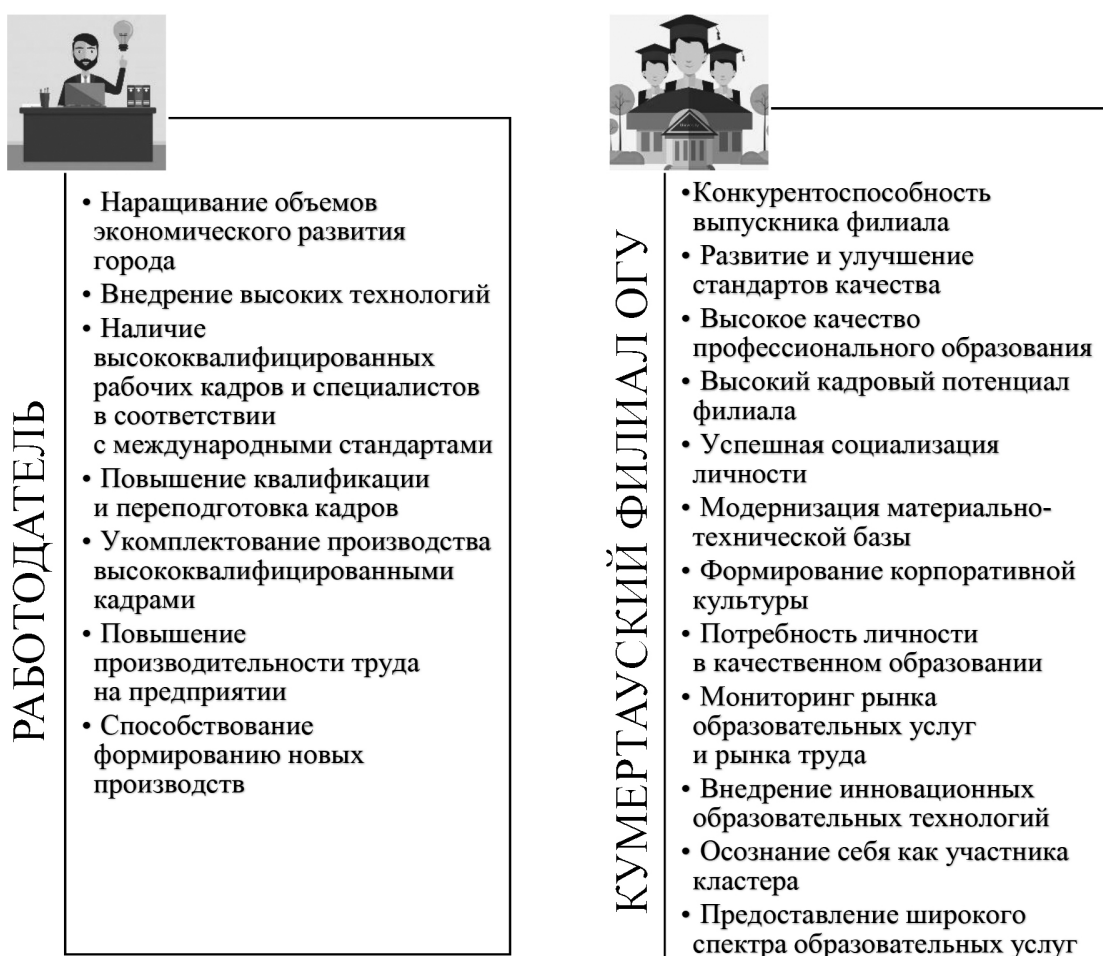 РАБОТОДАТЕЛЬ
• Наращивание объемов
экономического развития
города
• Внедрение высоких технологий
• Наличие
высококвалифицированных
рабочих кадров и специалистов
в соответствии
с международными стандартами
• Повышение квалификации
и переподготовка кадров
• Укомплектование производства
высококвалифицированными
кадрами
• Повышение
производительности труда
на предприятии
• Способствование
формированию новых
производств
КУМЕРТАУСКИЙ ФИЛИАЛ ОГУ
•Конкурентоспособность
выпускника филиала
• Развитие и улучшение
стандартов качества
• Высокое качество
профессионального образования
• Высокий кадровый потенциал
филиала
• Успешная социализация
личности
• Модернизация материально-
технической базы
• Формирование корпоративной
культуры
• Потребность личности
в качественном образовании
• Мониторинг рынка
образовательных услуг
и рынка труда
• Внедрение инновационных
образовательных технологий
• Осознание себя как участника
кластера
• Предоставление широкого
спектра образовательных услуг